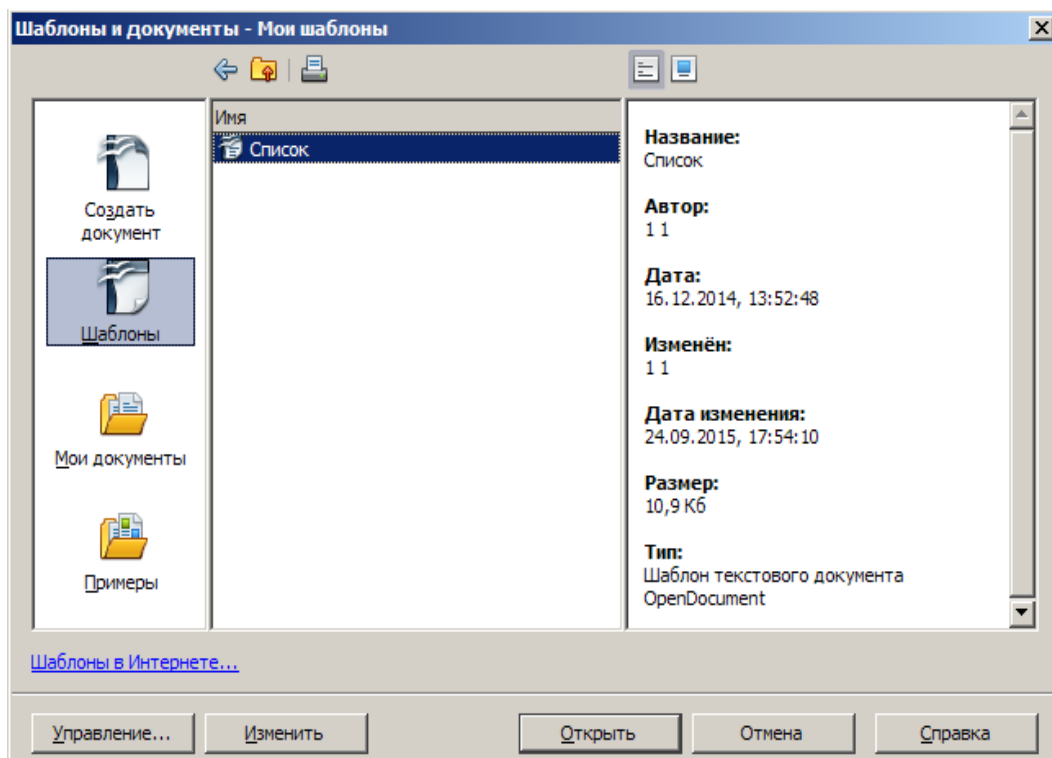 Шаблоны и документы - Мои шаблоны
Создать
документ
Шаблоны
Мои документы
Примеры
Имя
Список
Название:
Список
Автор:
1 1
Дата:
16.12.2014, 13:52:48
Изменён:
1 1
Дата изменения:
24.09.2015, 17:54:10
Размер:
10,9 Кб
Тип:
Шаблон текстового документа
OpenDocument
Шаблоны в Интернете...
Управление...
Изменить
Открыть
Отмена
Справка